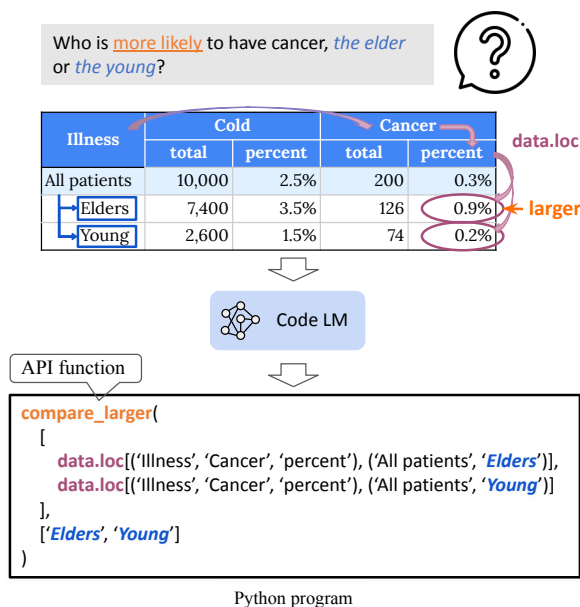 Who is more likely to have cancer, the elder
or the young?
Illness Cold Cancer
total percent total percent
data.loc
All patients 10,000 2.5% 200 0.3%
Elders 7,400 3.5% 126 0.9%
larger
Young 2,600 1.5% 74 0.2%
Code LM
API function
compare_larger(
[
data.loc[(‘Illness’, ‘Cancer’, ‘percent’), (‘All patients’, ‘Elders’)],
data.loc[(‘Illness’, ‘Cancer’, ‘percent’), (‘All patients’, ‘Young’)]
],
[‘Elders’, ‘Young’]
)
Python program